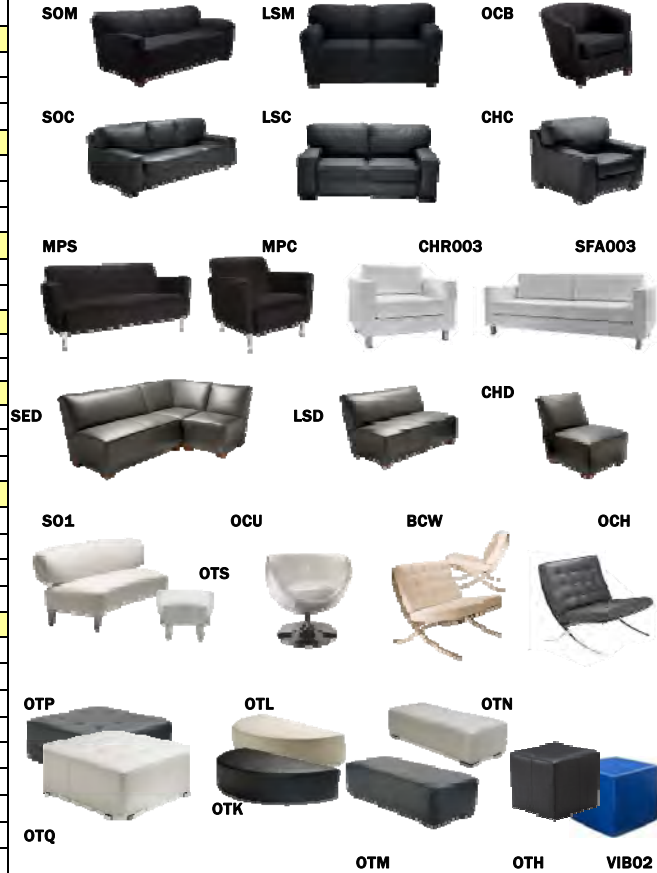 SOM LSM OCB
SOC LSC CHC
MPS MPC CHR003 SFA003
SED LSD CHD
SO1 OCU BCW OCH
OTS
OTP OTL OTN
OTK
OTQ
OTM OTH VIB02